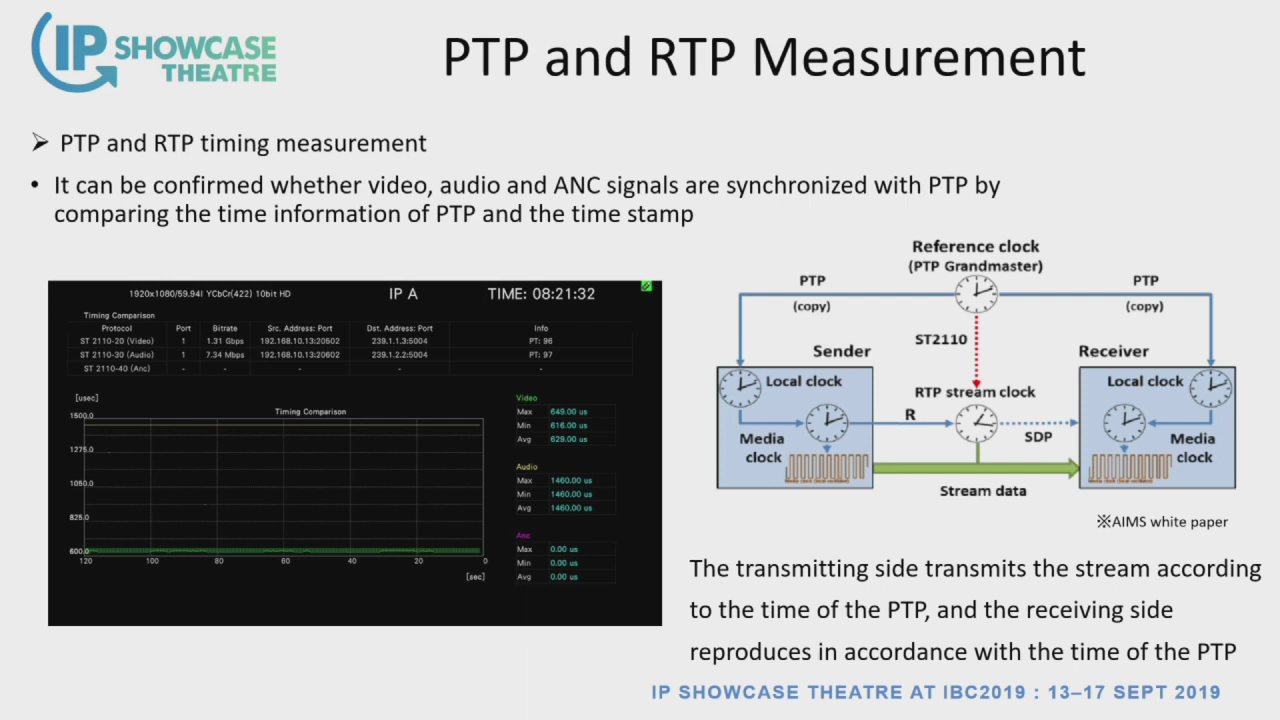 IP SHOWCASE
THEATRE
PTP and RTP Measurement
➢ PTP and RTP timing measurement
• It can be confirmed whether video, audio and ANC signals are synchronized with PTP by
comparing the time information of PTP and the time stamp
1920x1080/59.94I YCbCr(422) 10bit HD IP A TIME: 08:21:32
Timing Comparison
Protocol Port Bitrate Src. Address: Port Dst. Address: Port Info
ST 2110-20 (Video) 1 1.31 Gbps 192.168.10.13:20502 239.1.1.3:5004 PT: 96
ST 2110-30 (Audio) 1 7.34 Mbps 192.168.10.13:20602 239.1.2.2:5004 PT: 97
ST 2110-40 (Anc) - - - - -
[usec]
Timing Comparison
1500.0
1275.0
1050.0
825.0
600.0
120 100 80 60 40 20 0
[sec]
Video
Max 649.00 us
Min 616.00 us
Avg 629.00 us
Audio
Max 1460.00 us
Min 1460.00 us
Avg 1460.00 us
Anc
Max 0.00 us
Min 0.00 us
Avg 0.00 us
Reference clock
(PTP Grandmaster)
PTP
(copy)
PTP
(copy)
ST2110
Sender
Receiver
Local clock
RTP stream clock
Local clock
R
SDP
Media
clock
Media
clock
Stream data
※AIMS white paper
The transmitting side transmits the stream according
to the time of the PTP, and the receiving side
reproduces in accordance with the time of the PTP
IP SHOWCASE THEATRE AT IBC2019 : 13–17 SEPT 2019